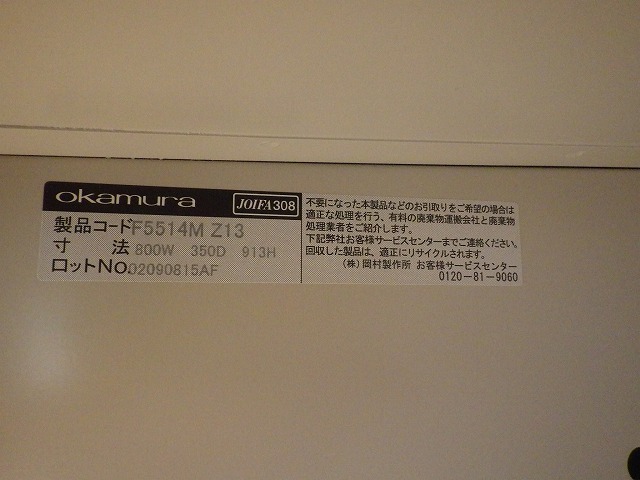 okamura JOIFA308
製品コード F5514M Z13
寸 法 800W 350D 913H
ロットNo. 02090815AF
不要になった本製品などのお引取りをご希望の場合は
適正な処理を行う、有料の廃棄物運搬会社と廃棄物
処理業者をご紹介します。
下記弊社お客様サービスセンターまでご連絡ください。
回収した製品は、適正にリサイクルされます。
(株)岡村製作所 お客様サービスセンター
0120-81-9060